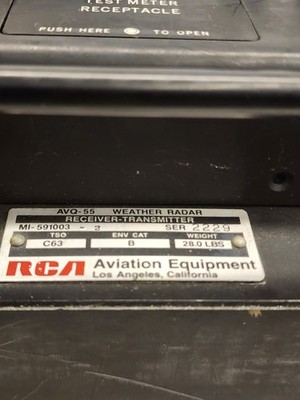 TEST METER
RECEPTACLE
PUSH HERE TO OPEN
AVQ-55 WEATHER RADAR
RECEIVER-TRANSMITTER
MI-591003 - 2 SER 2229
TSO ENV CAT WEIGHT
C63 B 28.0 LBS
RCA Aviation Equipment
Los Angeles, California